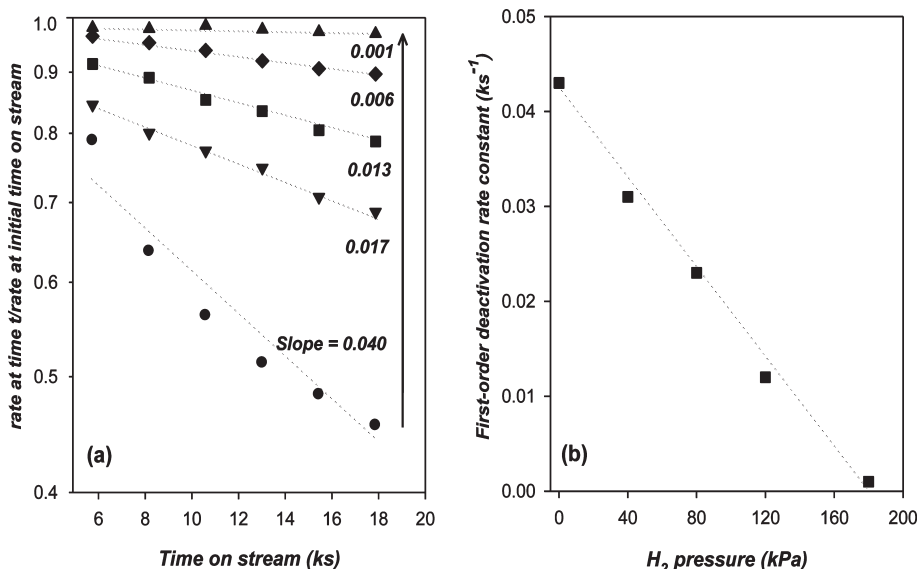 rate at time t/rate at initial time on stream
1.0
0.9
0.8
0.7
0.6
0.5
0.4
0.001
0.006
0.013
0.017
Slope = 0.040
(a)
6 8 10 12 14 16 18 20
Time on stream (ks)
First-order deactivation rate constant (ks⁻¹)
0.05
0.04
0.03
0.02
0.01
0.00
(b)
0 40 80 120 160 200
H₂ pressure (kPa)